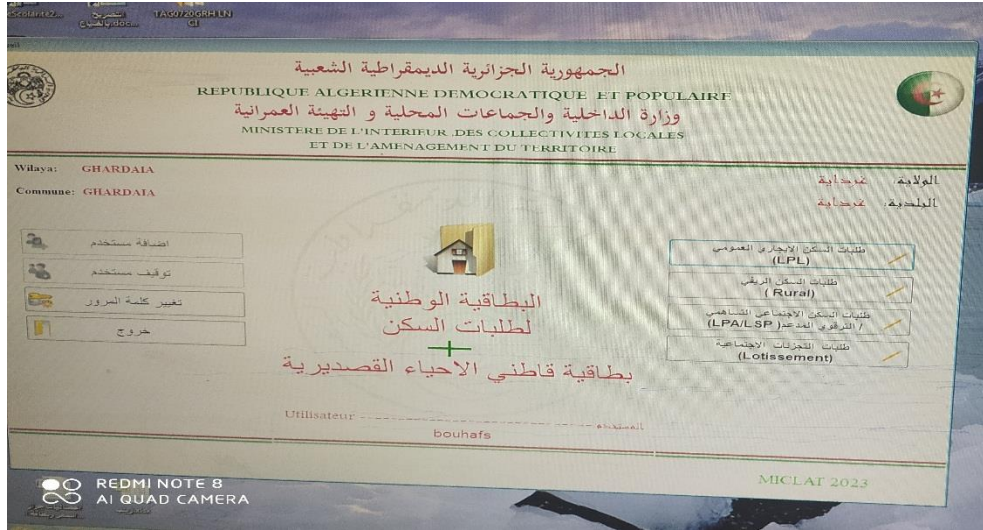 TAG0720GRH LN
CI
الجمهورية الجزائرية الديمقراطية الشعبية
REPUBLIQUE ALGERIENNE DEMOCRATIQUE ET POPULAIRE
وزارة الداخلية والجماعات المحلية و التهيئة العمرانية
MINISTERE DE L'INTERIEUR ,DES COLLECTIVITES LOCALES
ET DE L'AMENAGEMENT DU TERRITOIRE
Wilaya: GHARDAIA
الولاية: غرداية
Commune: GHARDAIA
البلدية: غرداية
اضافة مستخدم
توقيف مستخدم
تغيير كلمة المرور
خروج
طلبات السكن الايجاري العمومي
(LPL)
طلبات السكن الريفي
( Rural)
طلبات السكن الاجتماعي التساهمي
/ الترقوي المدعم( LPA/LSP)
طلبات التجزئات الاجتماعية
(Lotissement)
البطاقية الوطنية
لطلبات السكن
+
بطاقية قاطني الاحياء القصديرية
Utilisateur المستخدم
bouhafs
MICLAT 2023
REDMI NOTE 8
AI QUAD CAMERA